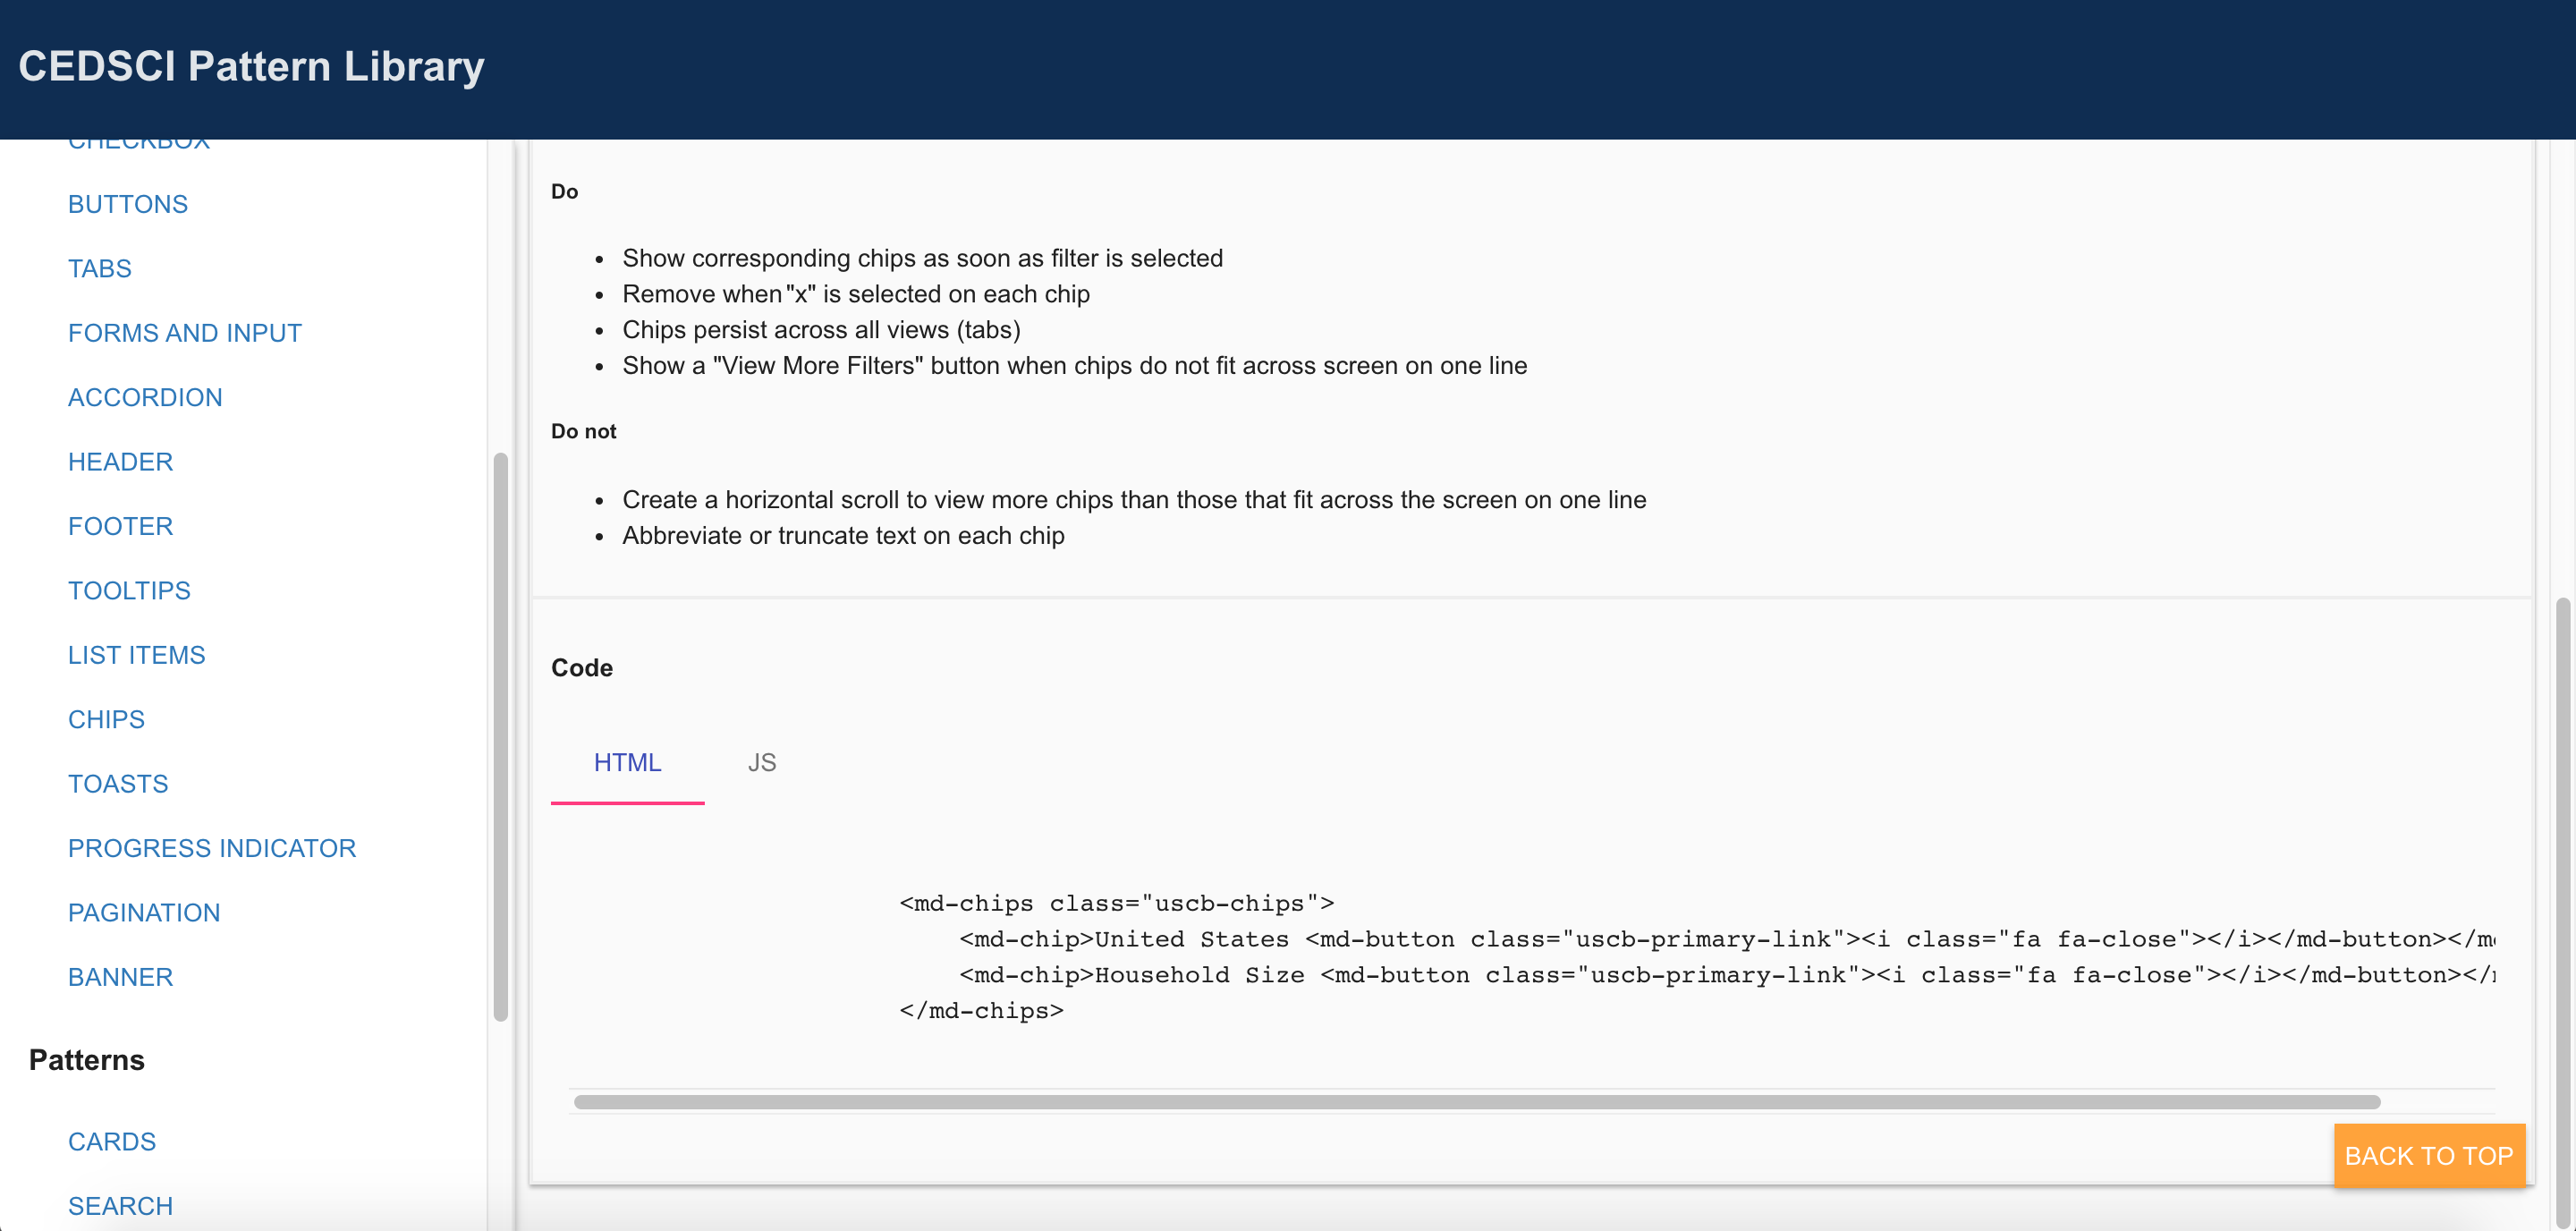 CEDSCI Pattern Library
CHECKBOX
BUTTONS
TABS
FORMS AND INPUT
ACCORDION
HEADER
FOOTER
TOOLTIPS
LIST ITEMS
CHIPS
TOASTS
PROGRESS INDICATOR
PAGINATION
BANNER
Patterns
CARDS
SEARCH
Do
• Show corresponding chips as soon as filter is selected
• Remove when "x" is selected on each chip
• Chips persist across all views (tabs)
• Show a "View More Filters" button when chips do not fit across screen on one line
Do not
• Create a horizontal scroll to view more chips than those that fit across the screen on one line
• Abbreviate or truncate text on each chip
Code
HTML JS
<md-chips class="uscb-chips">
<md-chip>United States <md-button class="uscb-primary-link"><i class="fa fa-close"></i></md-button></m
<md-chip>Household Size <md-button class="uscb-primary-link"><i class="fa fa-close"></i></md-button></
</md-chips>
BACK TO TOP